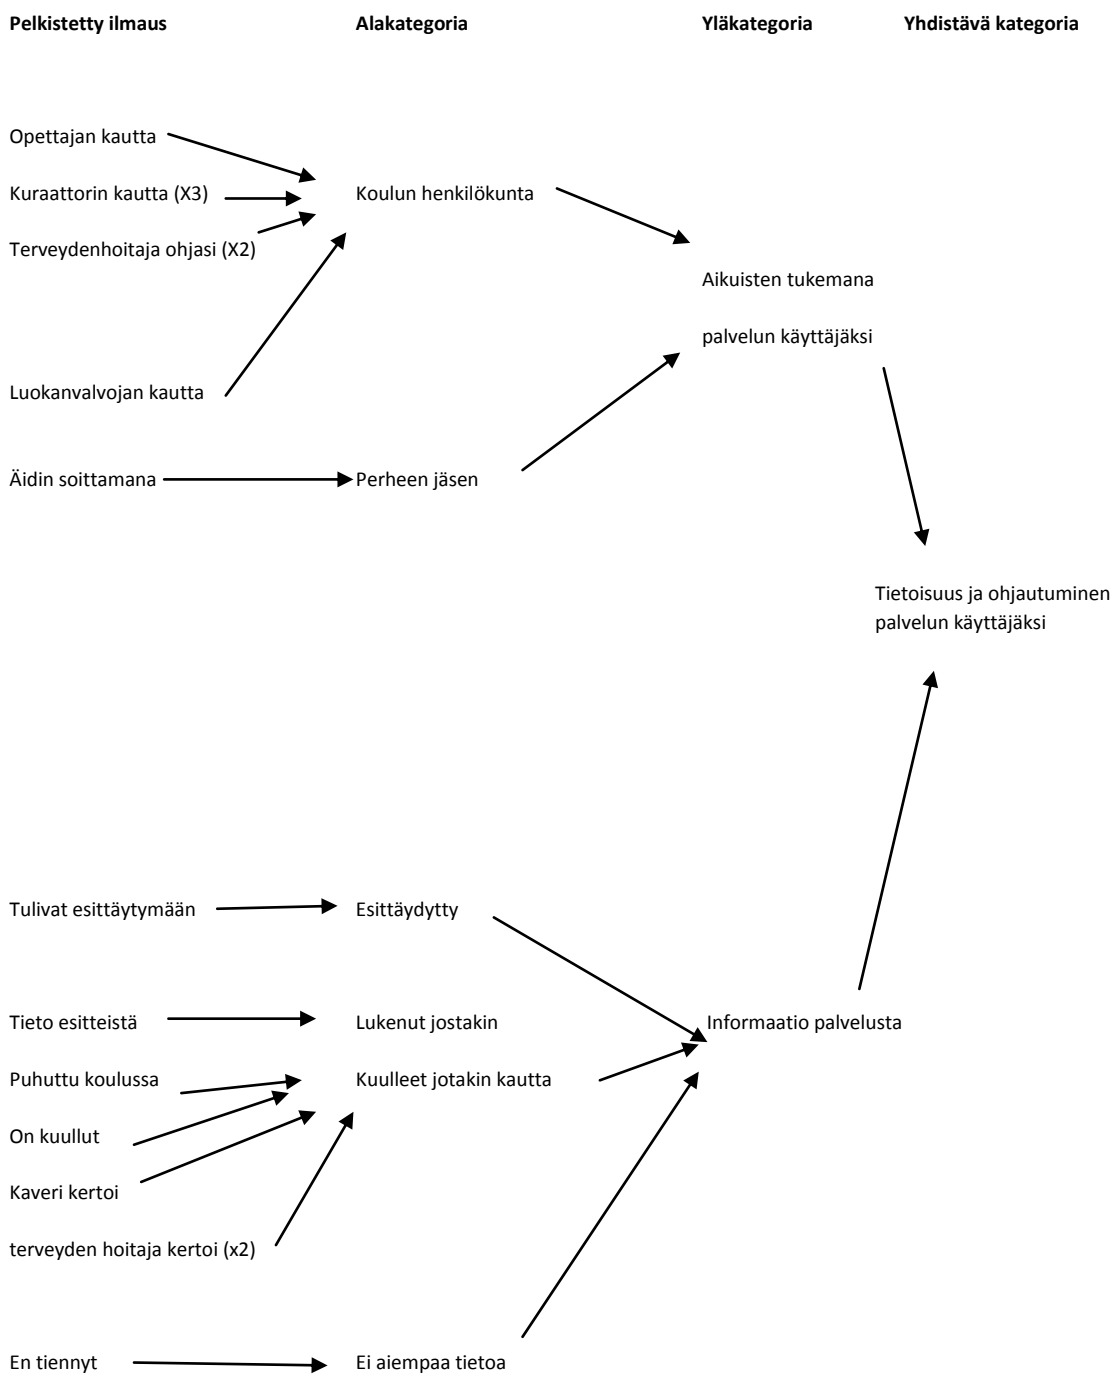 Pelkistetty ilmaus Alakategoria Yläkategoria Yhdistävä kategoria
Opettajan kautta
Kuraattorin kautta (X3) Koulun henkilökunta
Terveydenhoitaja ohjasi (X2)
Aikuisten tukemana
palvelun käyttäjäksi
Luokanvalvojan kautta
Äidin soittamana Perheen jäsen
Tietoisuus ja ohjautuminen
palvelun käyttäjäksi
Tulivat esittäytymään Esittäydytty
Tieto esitteistä Lukenut jostakin Informaatio palvelusta
Puhuttu koulussa Kuulleet jotakin kautta
On kuullut
Kaveri kertoi
terveyden hoitaja kertoi (x2)
En tiennyt Ei aiempaa tietoa